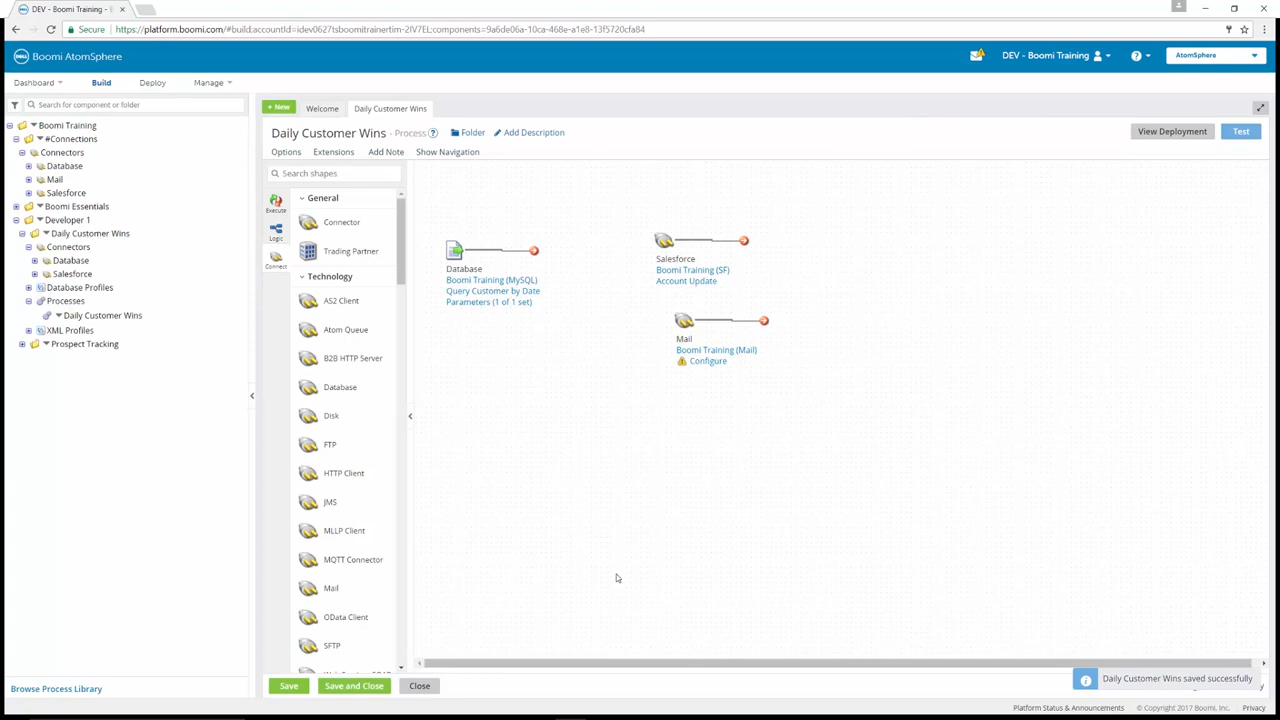 DEV - Boomi Training - B
Secure
https://platform.boomi.com/#build;accountId=idev0627tsboomitrainertim-2IV7EL;components=9a6de06a-10ca-468e-a1e8-13f5720cfa84
DELL
Boomi AtomSphere
DEV - Boomi Training
AtomSphere
Dashboard
Build
Deploy
Manage
Search for component or folder
Boomi Training
#Connections
Connectors
Database
Mail
Salesforce
Boomi Essentials
Developer 1
Daily Customer Wins
Connectors
Database
Salesforce
Database Profiles
Processes
Daily Customer Wins
XML Profiles
Prospect Tracking
Browse Process Library
+ New
Welcome
Daily Customer Wins
Daily Customer Wins - Process
Folder
Add Description
View Deployment
Test
Options
Extensions
Add Note
Show Navigation
Search shapes
Execute
Logic
Connect
General
Connector
Trading Partner
Technology
AS2 Client
Atom Queue
B2B HTTP Server
Database
Disk
FTP
HTTP Client
JMS
MLLP Client
MQTT Connector
Mail
OData Client
SFTP
Database
Boomi Training (MySQL)
Query Customer by Date
Parameters (1 of 1 set)
Salesforce
Boomi Training (SF)
Account Update
Mail
Boomi Training (Mail)
Configure
Save
Save and Close
Close
Daily Customer Wins saved successfully
Platform Status & Announcements
© Copyright 2017 Boomi, Inc.
Privacy